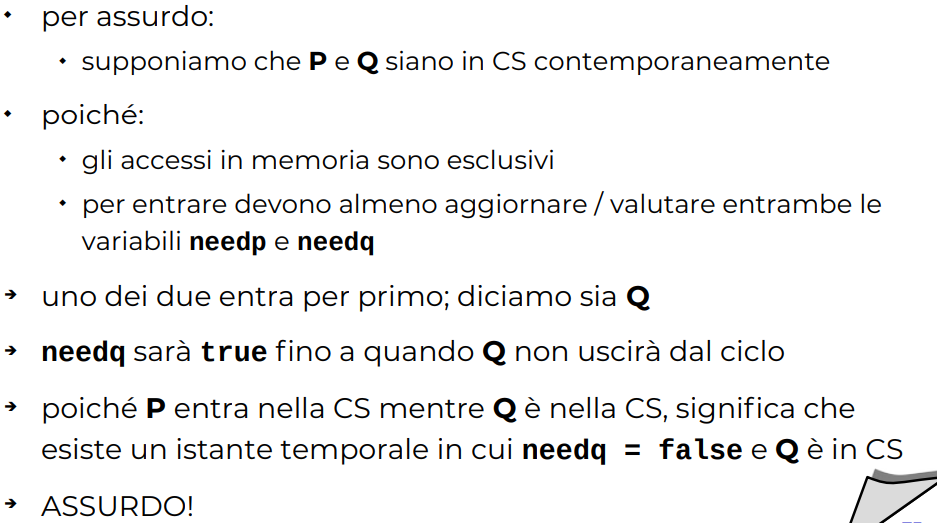 per assurdo:
supponiamo che P e Q siano in CS contemporaneamente
poiché:
gli accessi in memoria sono esclusivi
per entrare devono almeno aggiornare / valutare entrambe le
variabili needp e needq
uno dei due entra per primo; diciamo sia Q
needq sarà true fino a quando Q non uscirà dal ciclo
poiché P entra nella CS mentre Q è nella CS, significa che
esiste un istante temporale in cui needq = false e Q è in CS
ASSURDO!